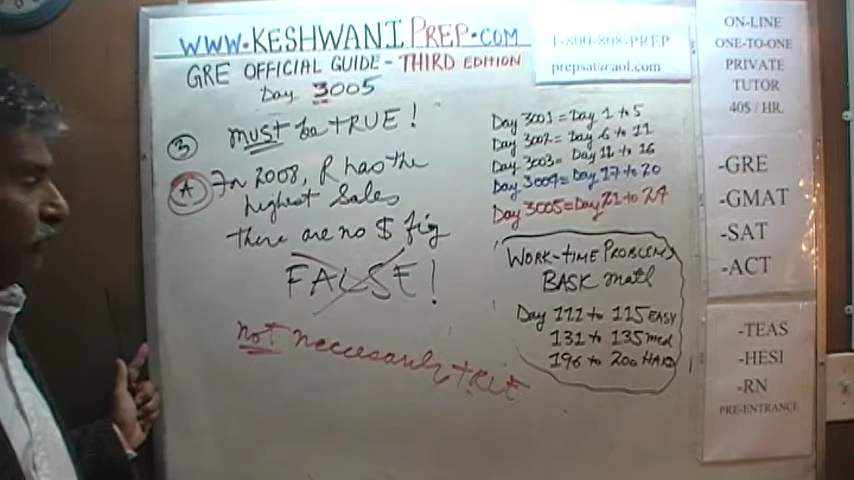 WWW.KESHWANIPREP.COM
GRE OFFICIAL GUIDE - THIRD EDITION
Day 3005
3 MUST be TRUE!
A In 2008, R has the
highest Sales
there are no $ fig
FALSE!
not neccesarily TRUE
1-800-808-PREP
prepsat@aol.com
Day 3001 = Day 1 to 5
Day 3002 = Day 6 to 11
Day 3003 = Day 12 to 16
Day 3004 = Day 17 to 20
Day 3005 = Day 21 to 24
WORK-TIME PROBLEMS
BASIC math
Day 111 to 115 EASY
131 to 135 med
196 to 200 HARD
ON-LINE
ONE-TO-ONE
PRIVATE
TUTOR
40$ / HR.
-GRE
-GMAT
-SAT
-ACT
-TEAS
-HESI
-RN
PRE-ENTRANCE